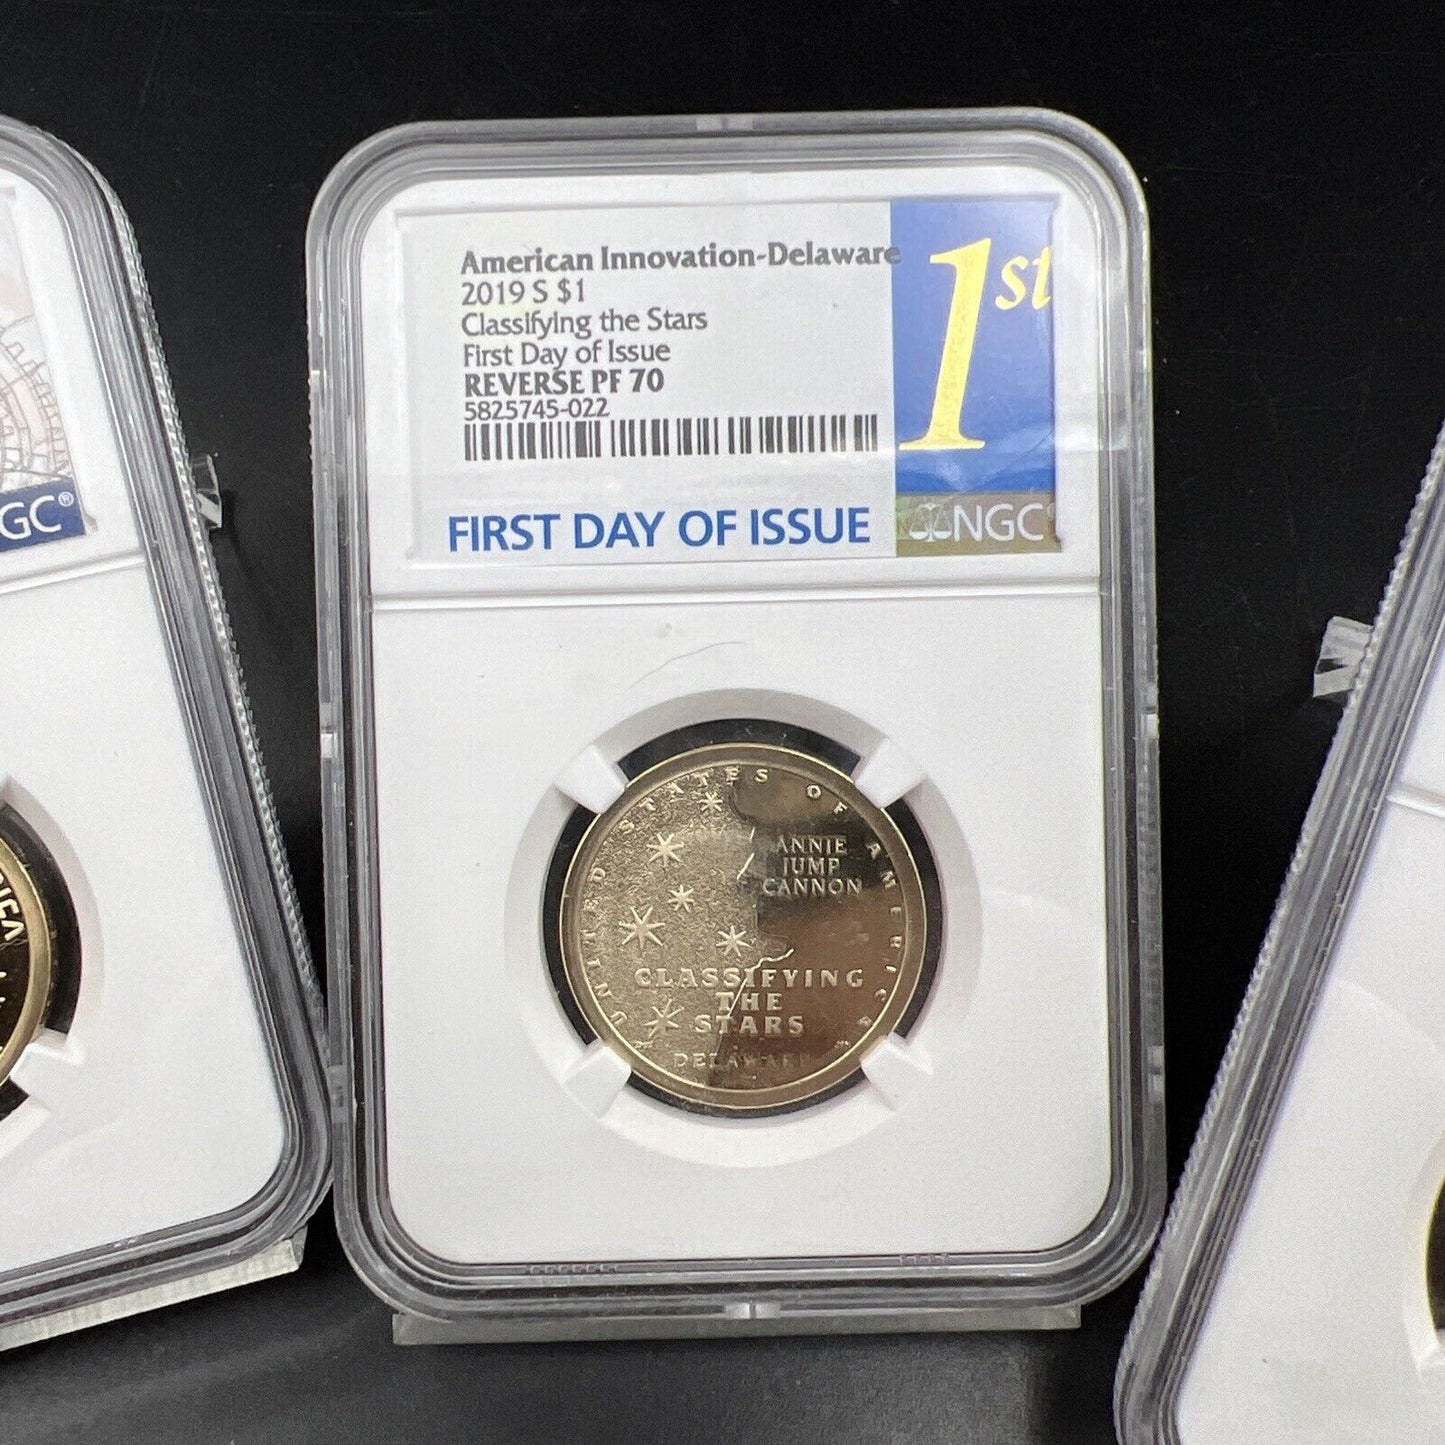 American Innovation-Delaware
2019 S $1
Classifying the Stars
First Day of Issue
REVERSE PF 70
5825745-022
FIRST DAY OF ISSUE
1st
NGC
GC®
UNITED STATES OF AMERICA
ANNIE
JUMP
CANNON
CLASSIFYING
THE
STARS
DELAWARE